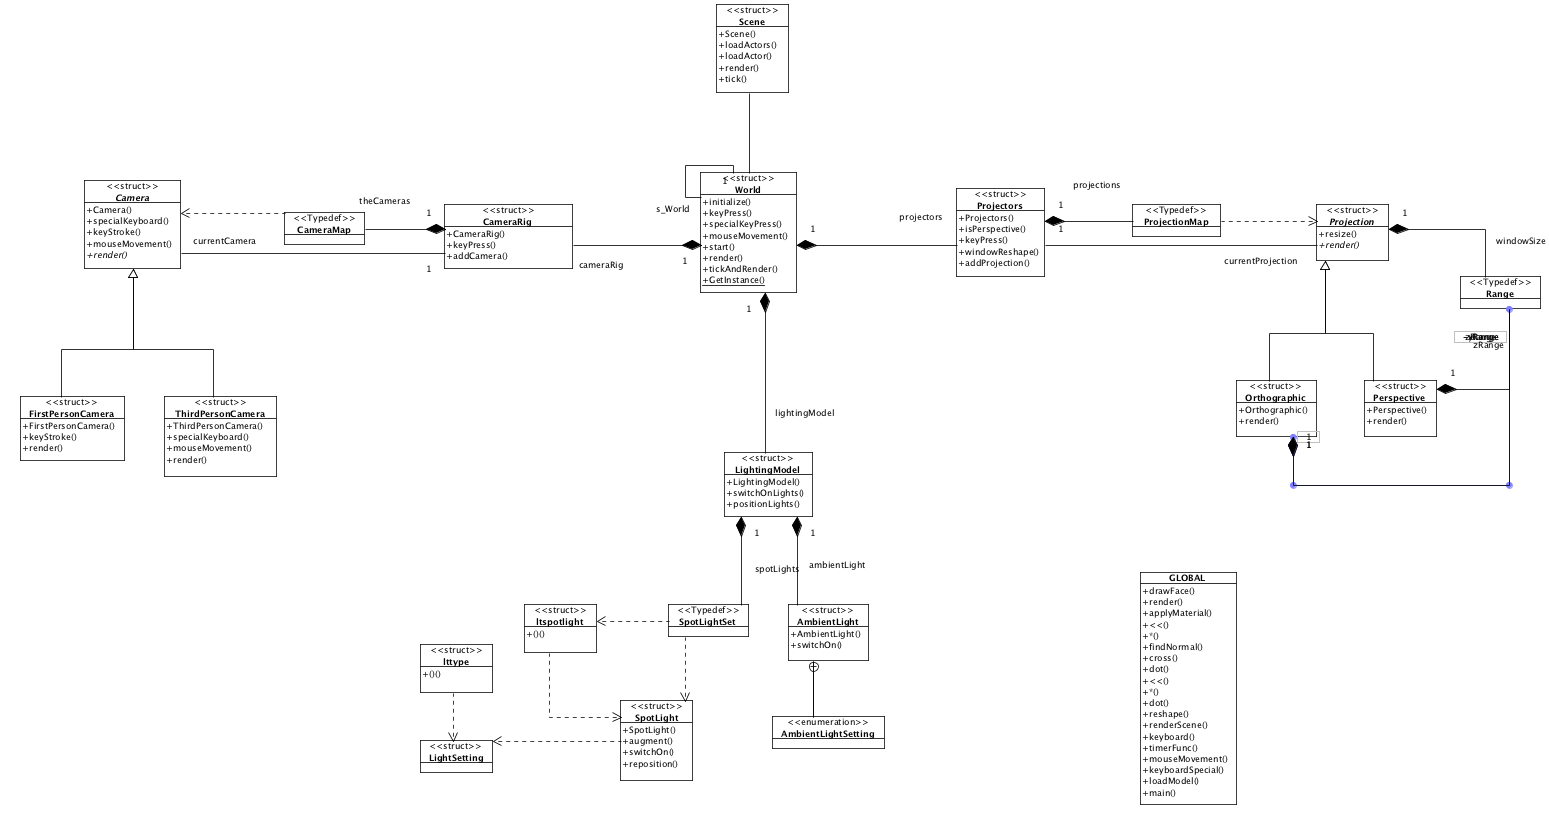 <<struct>>
Scene
+Scene()
+loadActors()
+loadActor()
+render()
+tick()
<<struct>>
Camera
+Camera()
+specialKeyboard()
+keyStroke()
+mouseMovement()
+render()
theCameras
1
<<Typedef>>
CameraMap
currentCamera
1
<<struct>>
CameraRig
+CameraRig()
+keyPress()
+addCamera()
cameraRig
1
s_World
1
<<struct>>
World
+initialize()
+keyPress()
+specialKeyPress()
+mouseMovement()
+start()
+render()
+tickAndRender()
+GetInstance()
1
projectors
<<struct>>
Projectors
+Projectors()
+isPerspective()
+keyPress()
+windowReshape()
+addProjection()
projections
1
1
<<Typedef>>
ProjectionMap
currentProjection
<<struct>>
Projection
+resize()
+render()
1
windowSize
<<Typedef>>
Range
zRange
1
<<struct>>
FirstPersonCamera
+FirstPersonCamera()
+keyStroke()
+render()
<<struct>>
ThirdPersonCamera
+ThirdPersonCamera()
+specialKeyboard()
+mouseMovement()
+render()
1
lightingModel
<<struct>>
Orthographic
+Orthographic()
+render()
1
1
<<struct>>
Perspective
+Perspective()
+render()
<<struct>>
LightingModel
+LightingModel()
+switchOnLights()
+positionLights()
1
1
spotLights
ambientLight
<<struct>>
ltspotlight
+()()
<<Typedef>>
SpotLightSet
<<struct>>
AmbientLight
+AmbientLight()
+switchOn()
<<struct>>
lttype
+()()
<<struct>>
SpotLight
+SpotLight()
+augment()
+switchOn()
+reposition()
<<struct>>
LightSetting
<<enumeration>>
AmbientLightSetting
GLOBAL
+drawFace()
+render()
+applyMaterial()
+<<()
+*()
+findNormal()
+cross()
+dot()
+<<()
+*()
+dot()
+reshape()
+renderScene()
+keyboard()
+timerFunc()
+mouseMovement()
+keyboardSpecial()
+loadModel()
+main()